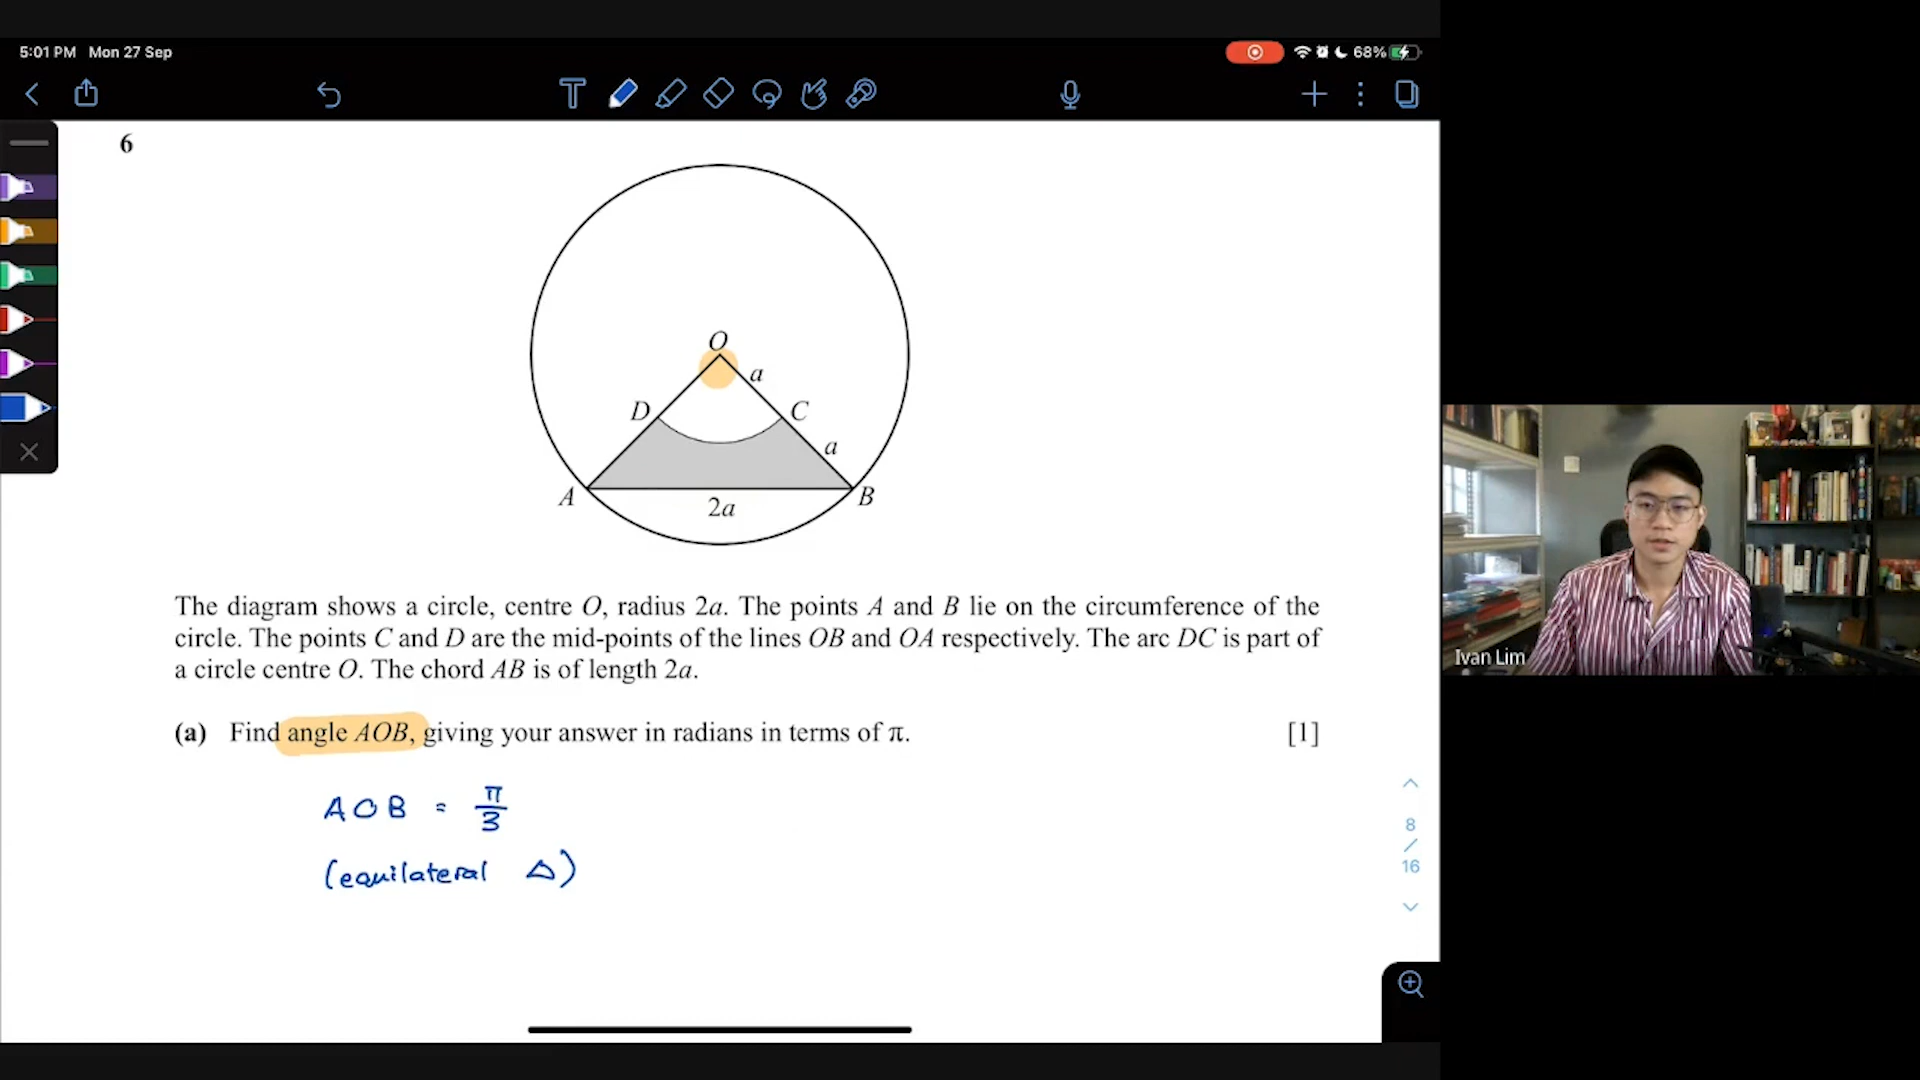 5:01 PM Mon 27 Sep
68%
T
6
O
a
D
C
a
A
B
2a
The diagram shows a circle, centre O, radius 2a. The points A and B lie on the circumference of the
circle. The points C and D are the mid-points of the lines OB and OA respectively. The arc DC is part of
a circle centre O. The chord AB is of length 2a.
(a) Find angle AOB, giving your answer in radians in terms of π. [1]
AOB = π/3
(equilateral Δ)
8
/
16
Ivan Lim